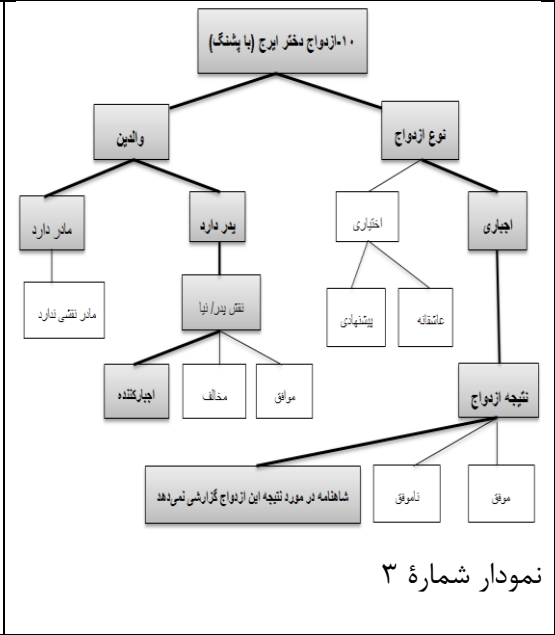 ۱۰-ازدواج دختر ایرج (با پشنگ)
نوع ازدواج
والدین
اجباری
اختیاری
پدر دارد
مادر دارد
عاشقانه
پیشنهادی
نقش پدر/ نیا
مادر نقشی ندارد
نتیجه ازدواج
موافق
مخالف
اجبارکننده
موفق
ناموفق
شاهنامه در مورد نتیجه این ازدواج گزارشی نمی‌دهد
نمودار شمارهٔ ۳